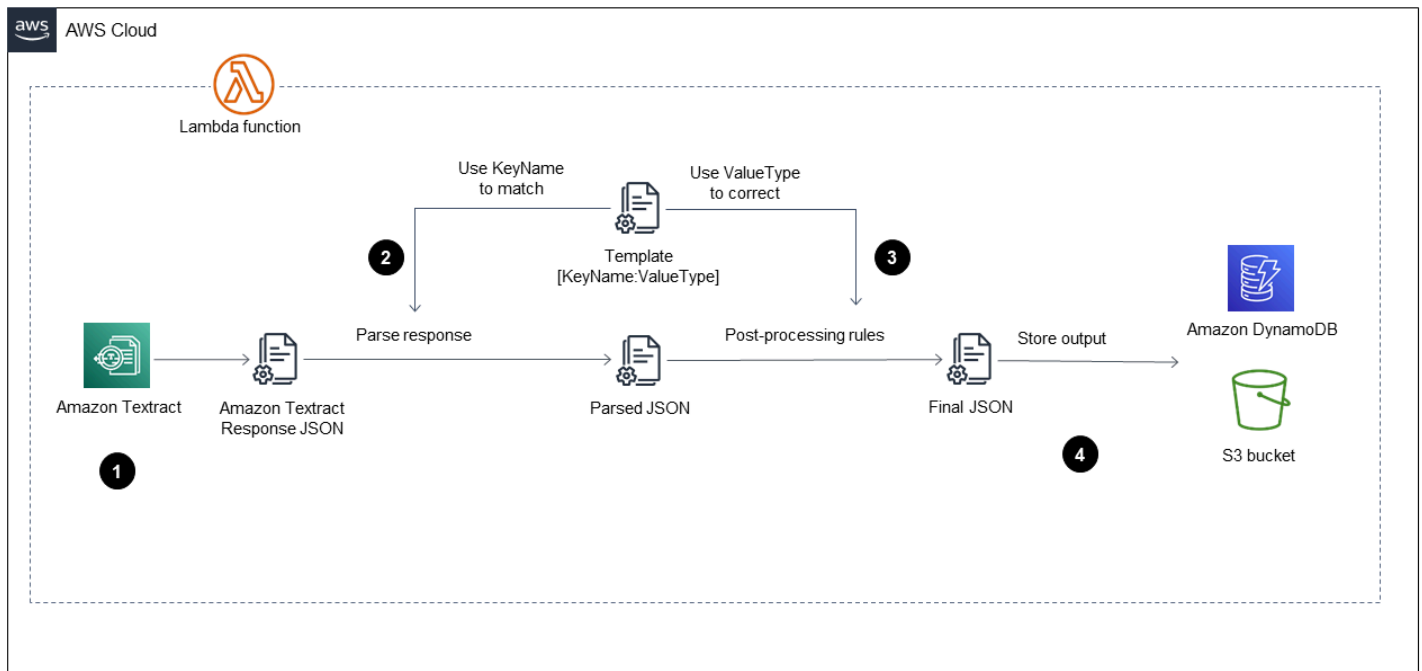 aws
AWS Cloud
Lambda function
Use KeyName
to match
Use ValueType
to correct
2
3
Template
[KeyName:ValueType]
Parse response
Post-processing rules
Store output
Amazon DynamoDB
Amazon Textract
Amazon Textract
Response JSON
Parsed JSON
Final JSON
1
4
S3 bucket